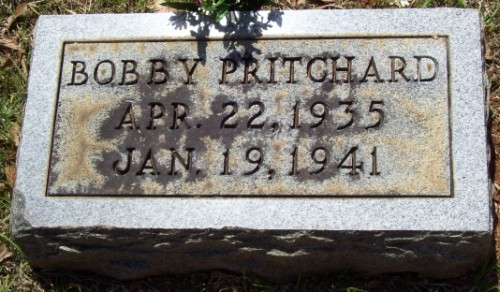 BOBBY PRITCHARD
APR. 22, 1935
JAN. 19, 1941